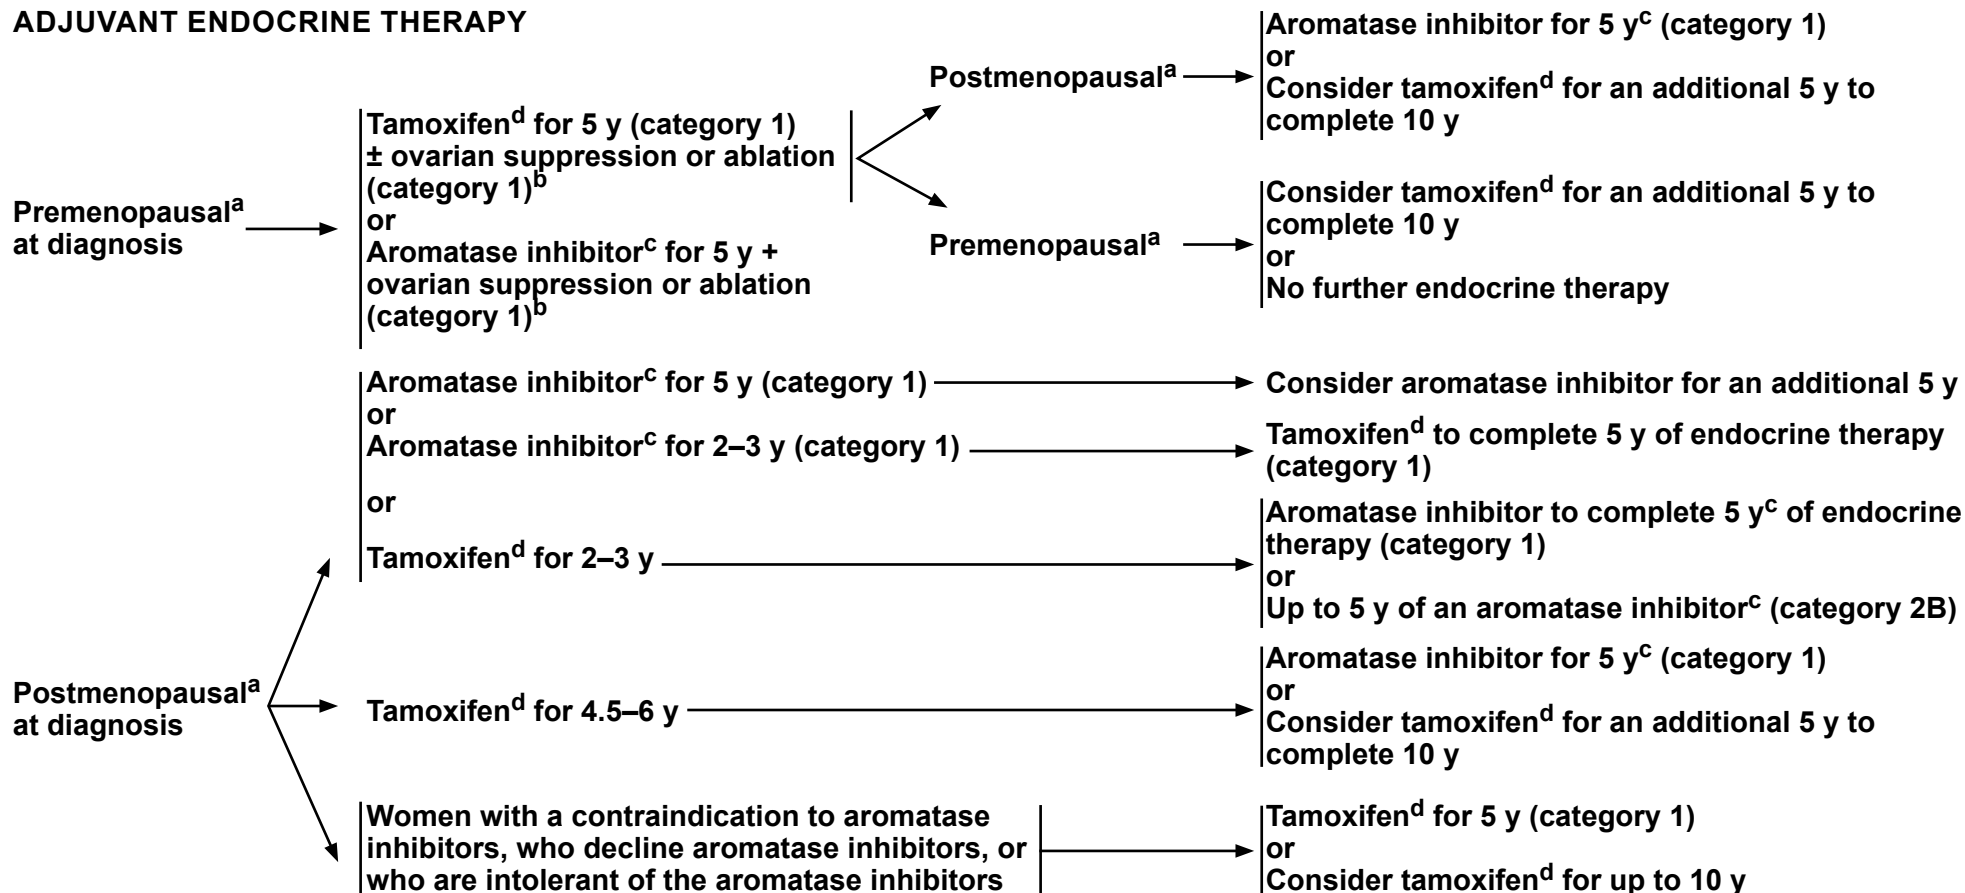 ADJUVANT ENDOCRINE THERAPY
Premenopausalᵃ
at diagnosis
Tamoxifenᵈ for 5 y (category 1)
± ovarian suppression or ablation
(category 1)ᵇ
or
Aromatase inhibitorᶜ for 5 y +
ovarian suppression or ablation
(category 1)ᵇ
Postmenopausalᵃ
Aromatase inhibitor for 5 yᶜ (category 1)
or
Consider tamoxifenᵈ for an additional 5 y to
complete 10 y
Premenopausalᵃ
Consider tamoxifenᵈ for an additional 5 y to
complete 10 y
or
No further endocrine therapy
Postmenopausalᵃ
at diagnosis
Aromatase inhibitorᶜ for 5 y (category 1)
Consider aromatase inhibitor for an additional 5 y
or
Aromatase inhibitorᶜ for 2–3 y (category 1)
Tamoxifenᵈ to complete 5 y of endocrine therapy
(category 1)
or
Tamoxifenᵈ for 2–3 y
Aromatase inhibitor to complete 5 yᶜ of endocrine
therapy (category 1)
or
Up to 5 y of an aromatase inhibitorᶜ (category 2B)
Tamoxifenᵈ for 4.5–6 y
Aromatase inhibitor for 5 yᶜ (category 1)
or
Consider tamoxifenᵈ for an additional 5 y to
complete 10 y
Women with a contraindication to aromatase
inhibitors, who decline aromatase inhibitors, or
who are intolerant of the aromatase inhibitors
Tamoxifenᵈ for 5 y (category 1)
or
Consider tamoxifenᵈ for up to 10 y